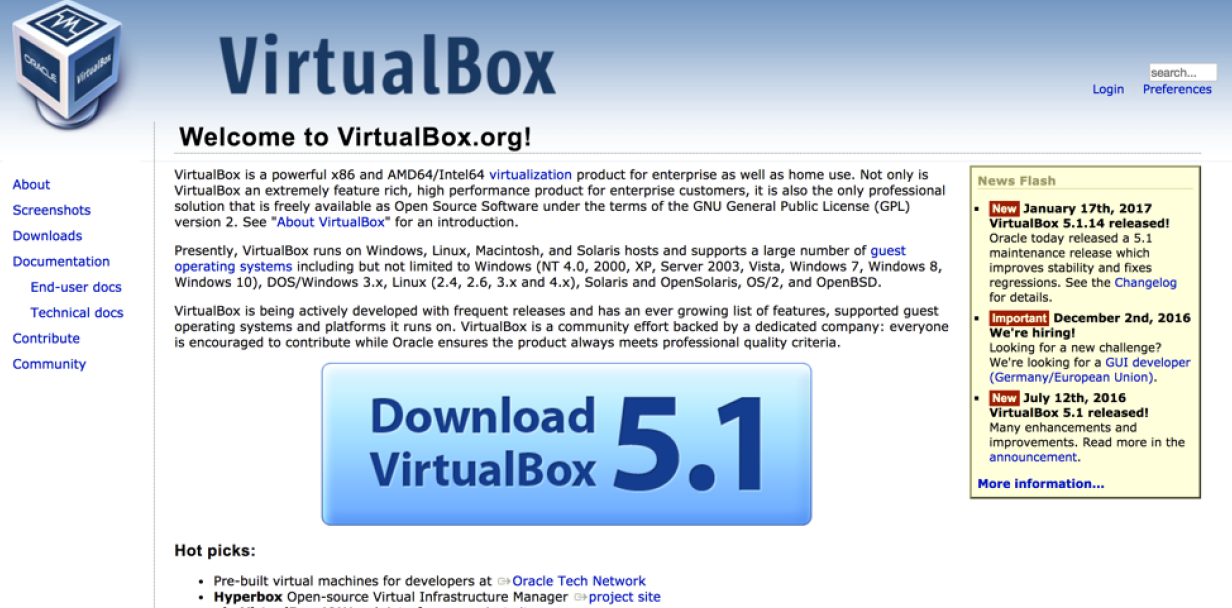 ORACLE
VirtualBox
VirtualBox
search...
Login Preferences
Welcome to VirtualBox.org!
About
Screenshots
Downloads
Documentation
End-user docs
Technical docs
Contribute
Community
VirtualBox is a powerful x86 and AMD64/Intel64 virtualization product for enterprise as well as home use. Not only is
VirtualBox an extremely feature rich, high performance product for enterprise customers, it is also the only professional
solution that is freely available as Open Source Software under the terms of the GNU General Public License (GPL)
version 2. See "About VirtualBox" for an introduction.
Presently, VirtualBox runs on Windows, Linux, Macintosh, and Solaris hosts and supports a large number of guest
operating systems including but not limited to Windows (NT 4.0, 2000, XP, Server 2003, Vista, Windows 7, Windows 8,
Windows 10), DOS/Windows 3.x, Linux (2.4, 2.6, 3.x and 4.x), Solaris and OpenSolaris, OS/2, and OpenBSD.
VirtualBox is being actively developed with frequent releases and has an ever growing list of features, supported guest
operating systems and platforms it runs on. VirtualBox is a community effort backed by a dedicated company: everyone
is encouraged to contribute while Oracle ensures the product always meets professional quality criteria.
Download
VirtualBox 5.1
Hot picks:
• Pre-built virtual machines for developers at Oracle Tech Network
• Hyperbox Open-source Virtual Infrastructure Manager project site
News Flash
New January 17th, 2017
VirtualBox 5.1.14 released!
Oracle today released a 5.1
maintenance release which
improves stability and fixes
regressions. See the Changelog
for details.
Important December 2nd, 2016
We're hiring!
Looking for a new challenge?
We're looking for a GUI developer
(Germany/European Union).
New July 12th, 2016
VirtualBox 5.1 released!
Many enhancements and
improvements. Read more in the
announcement.
More information...